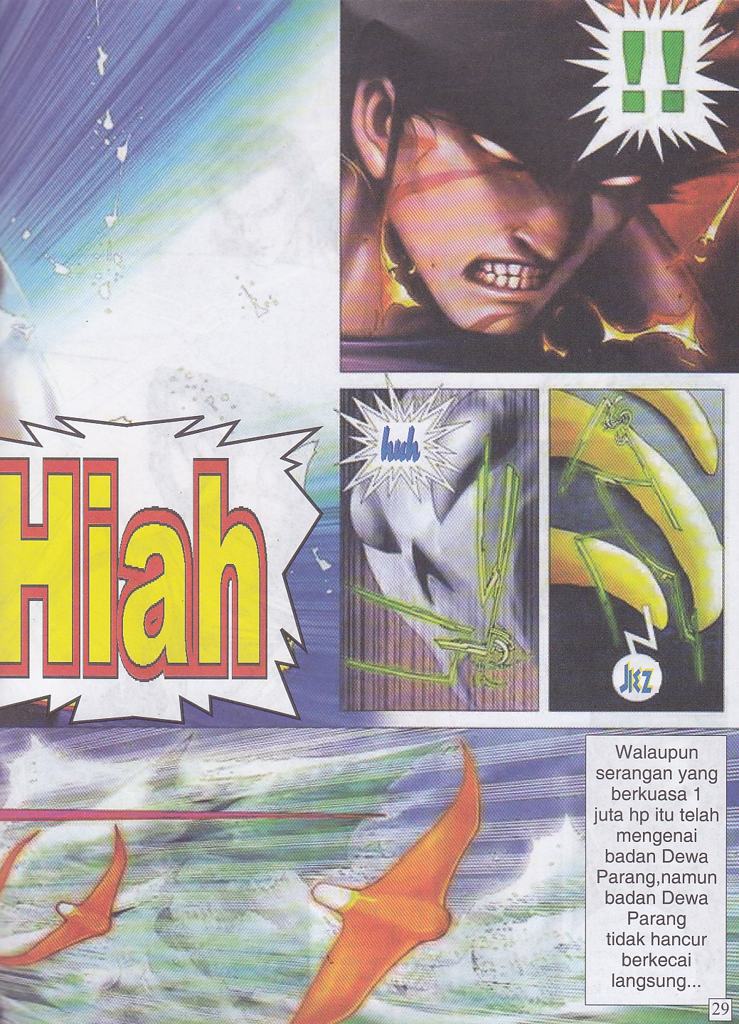 !!
Hiah
huh
JKZ
Walaupun
serangan yang
berkuasa 1
juta hp itu telah
mengenai
badan Dewa
Parang,namun
badan Dewa
Parang
tidak hancur
berkecai
langsung...
29